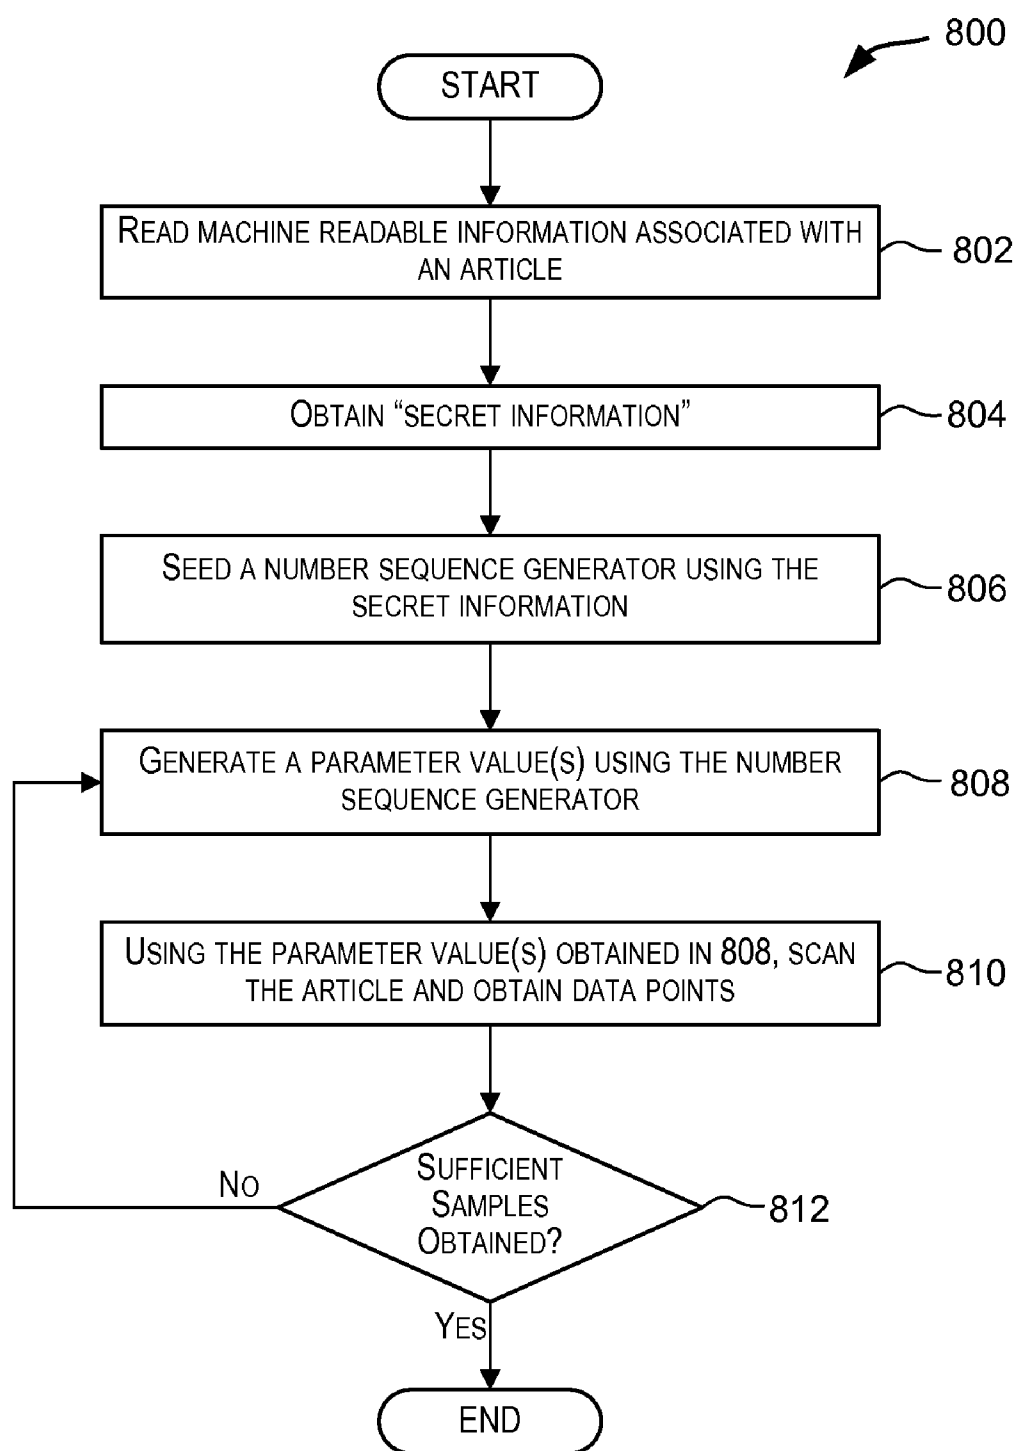 800
START
READ MACHINE READABLE INFORMATION ASSOCIATED WITH
AN ARTICLE
802
OBTAIN “SECRET INFORMATION”
804
SEED A NUMBER SEQUENCE GENERATOR USING THE
SECRET INFORMATION
806
GENERATE A PARAMETER VALUE(S) USING THE NUMBER
SEQUENCE GENERATOR
808
USING THE PARAMETER VALUE(S) OBTAINED IN 808, SCAN
THE ARTICLE AND OBTAIN DATA POINTS
810
SUFFICIENT
SAMPLES
OBTAINED?
812
NO
YES
END